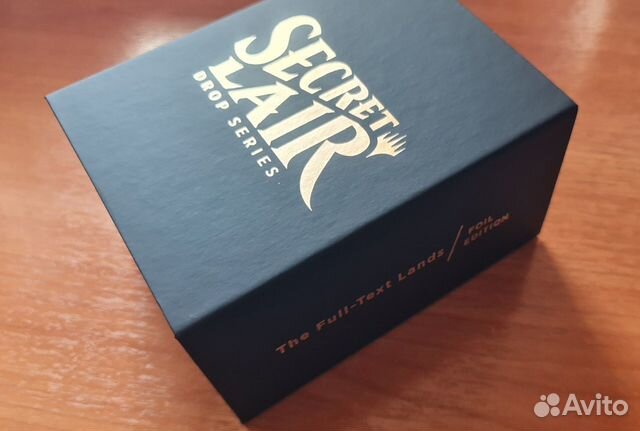 SECRET
LAIR
DROP SERIES
The Full-Text Lands / FOIL
EDITION
Avito